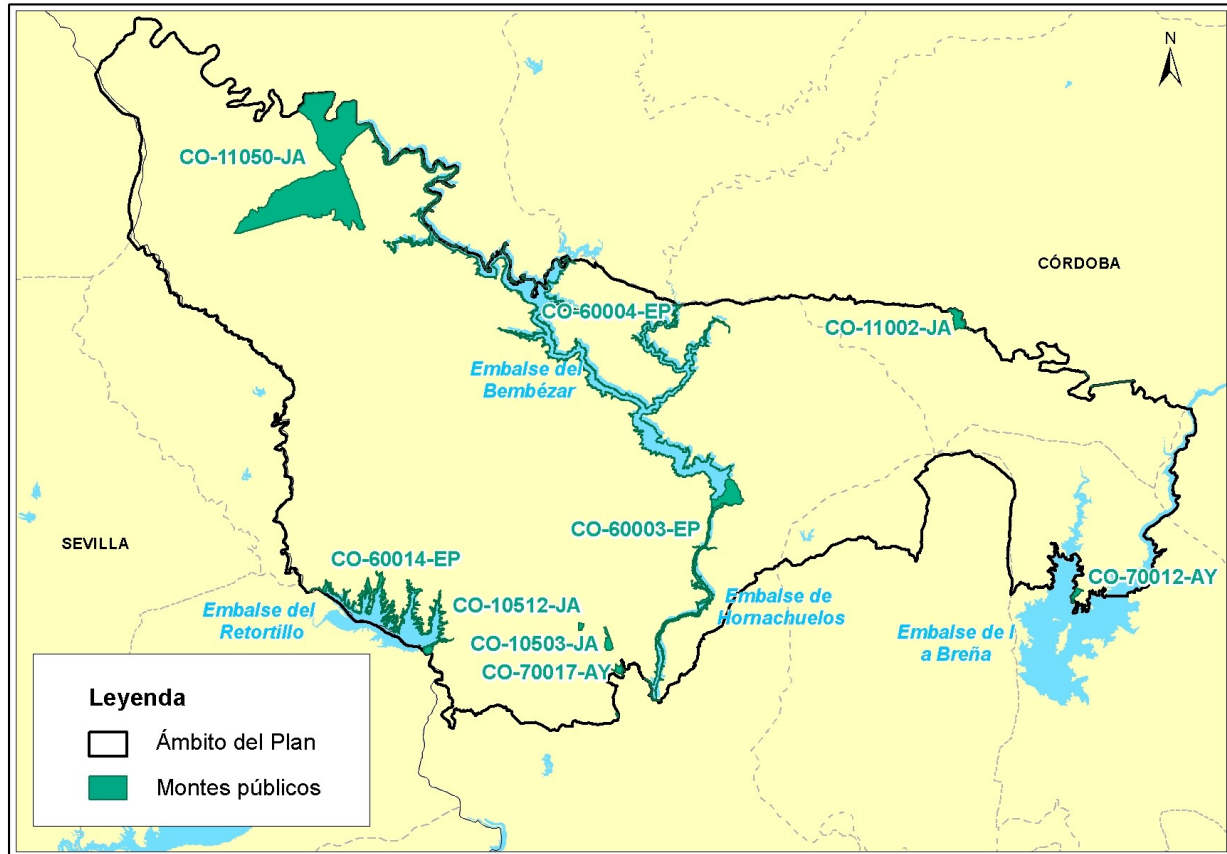 N
CO-11050-JA
CÓRDOBA
CO-60004-EP
CO-11002-JA
Embalse del
Bembézar
CO-60003-EP
SEVILLA
CO-60014-EP
CO-70012-AY
Embalse del
Retortillo
CO-10512-JA
Embalse de
Hornachuelos
CO-10503-JA
Embalse de l
a Breña
CO-70017-AY
Leyenda
Ámbito del Plan
Montes públicos